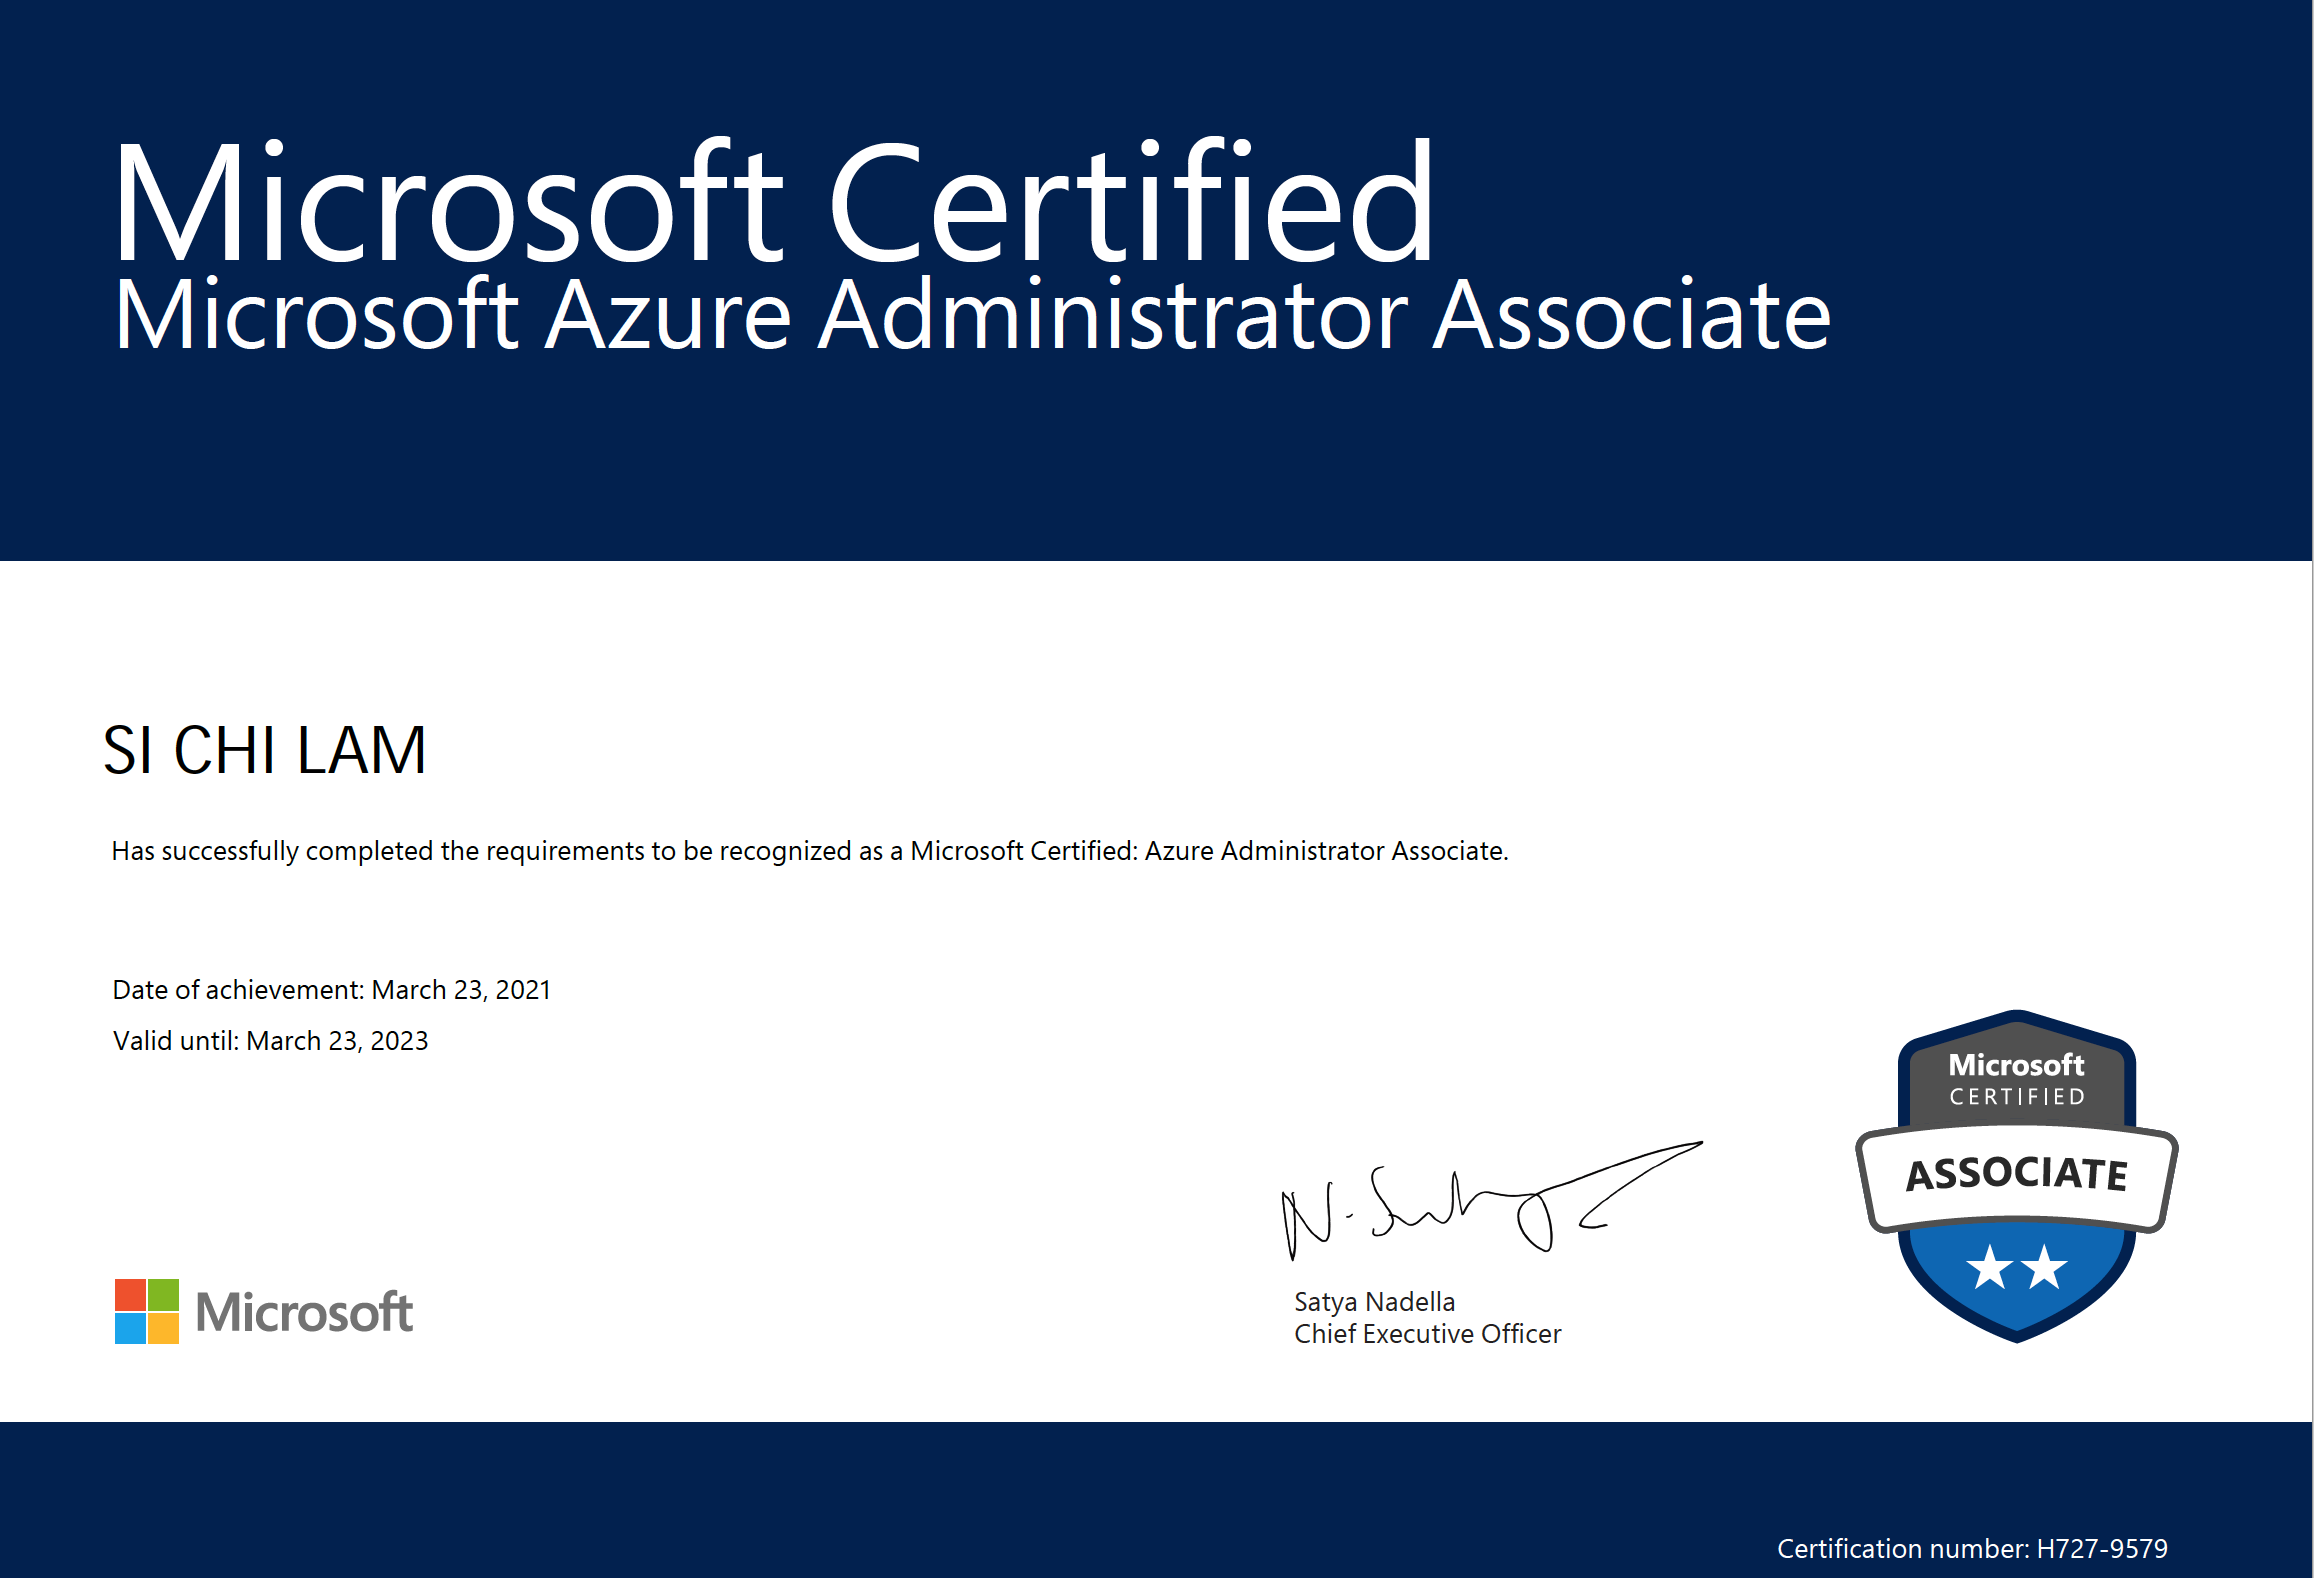 Microsoft Certified
Microsoft Azure Administrator Associate
SI CHI LAM
Has successfully completed the requirements to be recognized as a Microsoft Certified: Azure Administrator Associate.
Date of achievement: March 23, 2021
Valid until: March 23, 2023
Microsoft
CERTIFIED
ASSOCIATE
Satya Nadella
Chief Executive Officer
Microsoft
Certification number: H727-9579